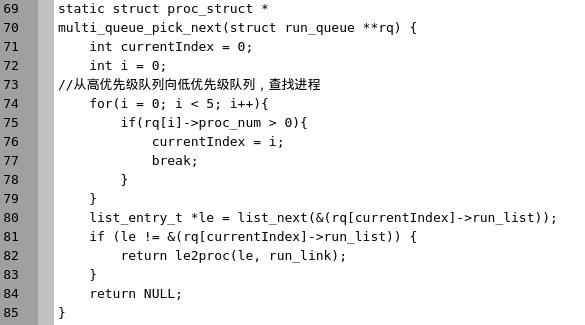 69 static struct proc_struct *
70 multi_queue_pick_next(struct run_queue **rq) {
71     int currentIndex = 0;
72     int i = 0;
73 //从高优先级队列向低优先级队列，查找进程
74     for(i = 0; i < 5; i++){
75         if(rq[i]->proc_num > 0){
76             currentIndex = i;
77             break;
78         }
79     }
80     list_entry_t *le = list_next(&(rq[currentIndex]->run_list));
81     if (le != &(rq[currentIndex]->run_list)) {
82         return le2proc(le, run_link);
83     }
84     return NULL;
85 }